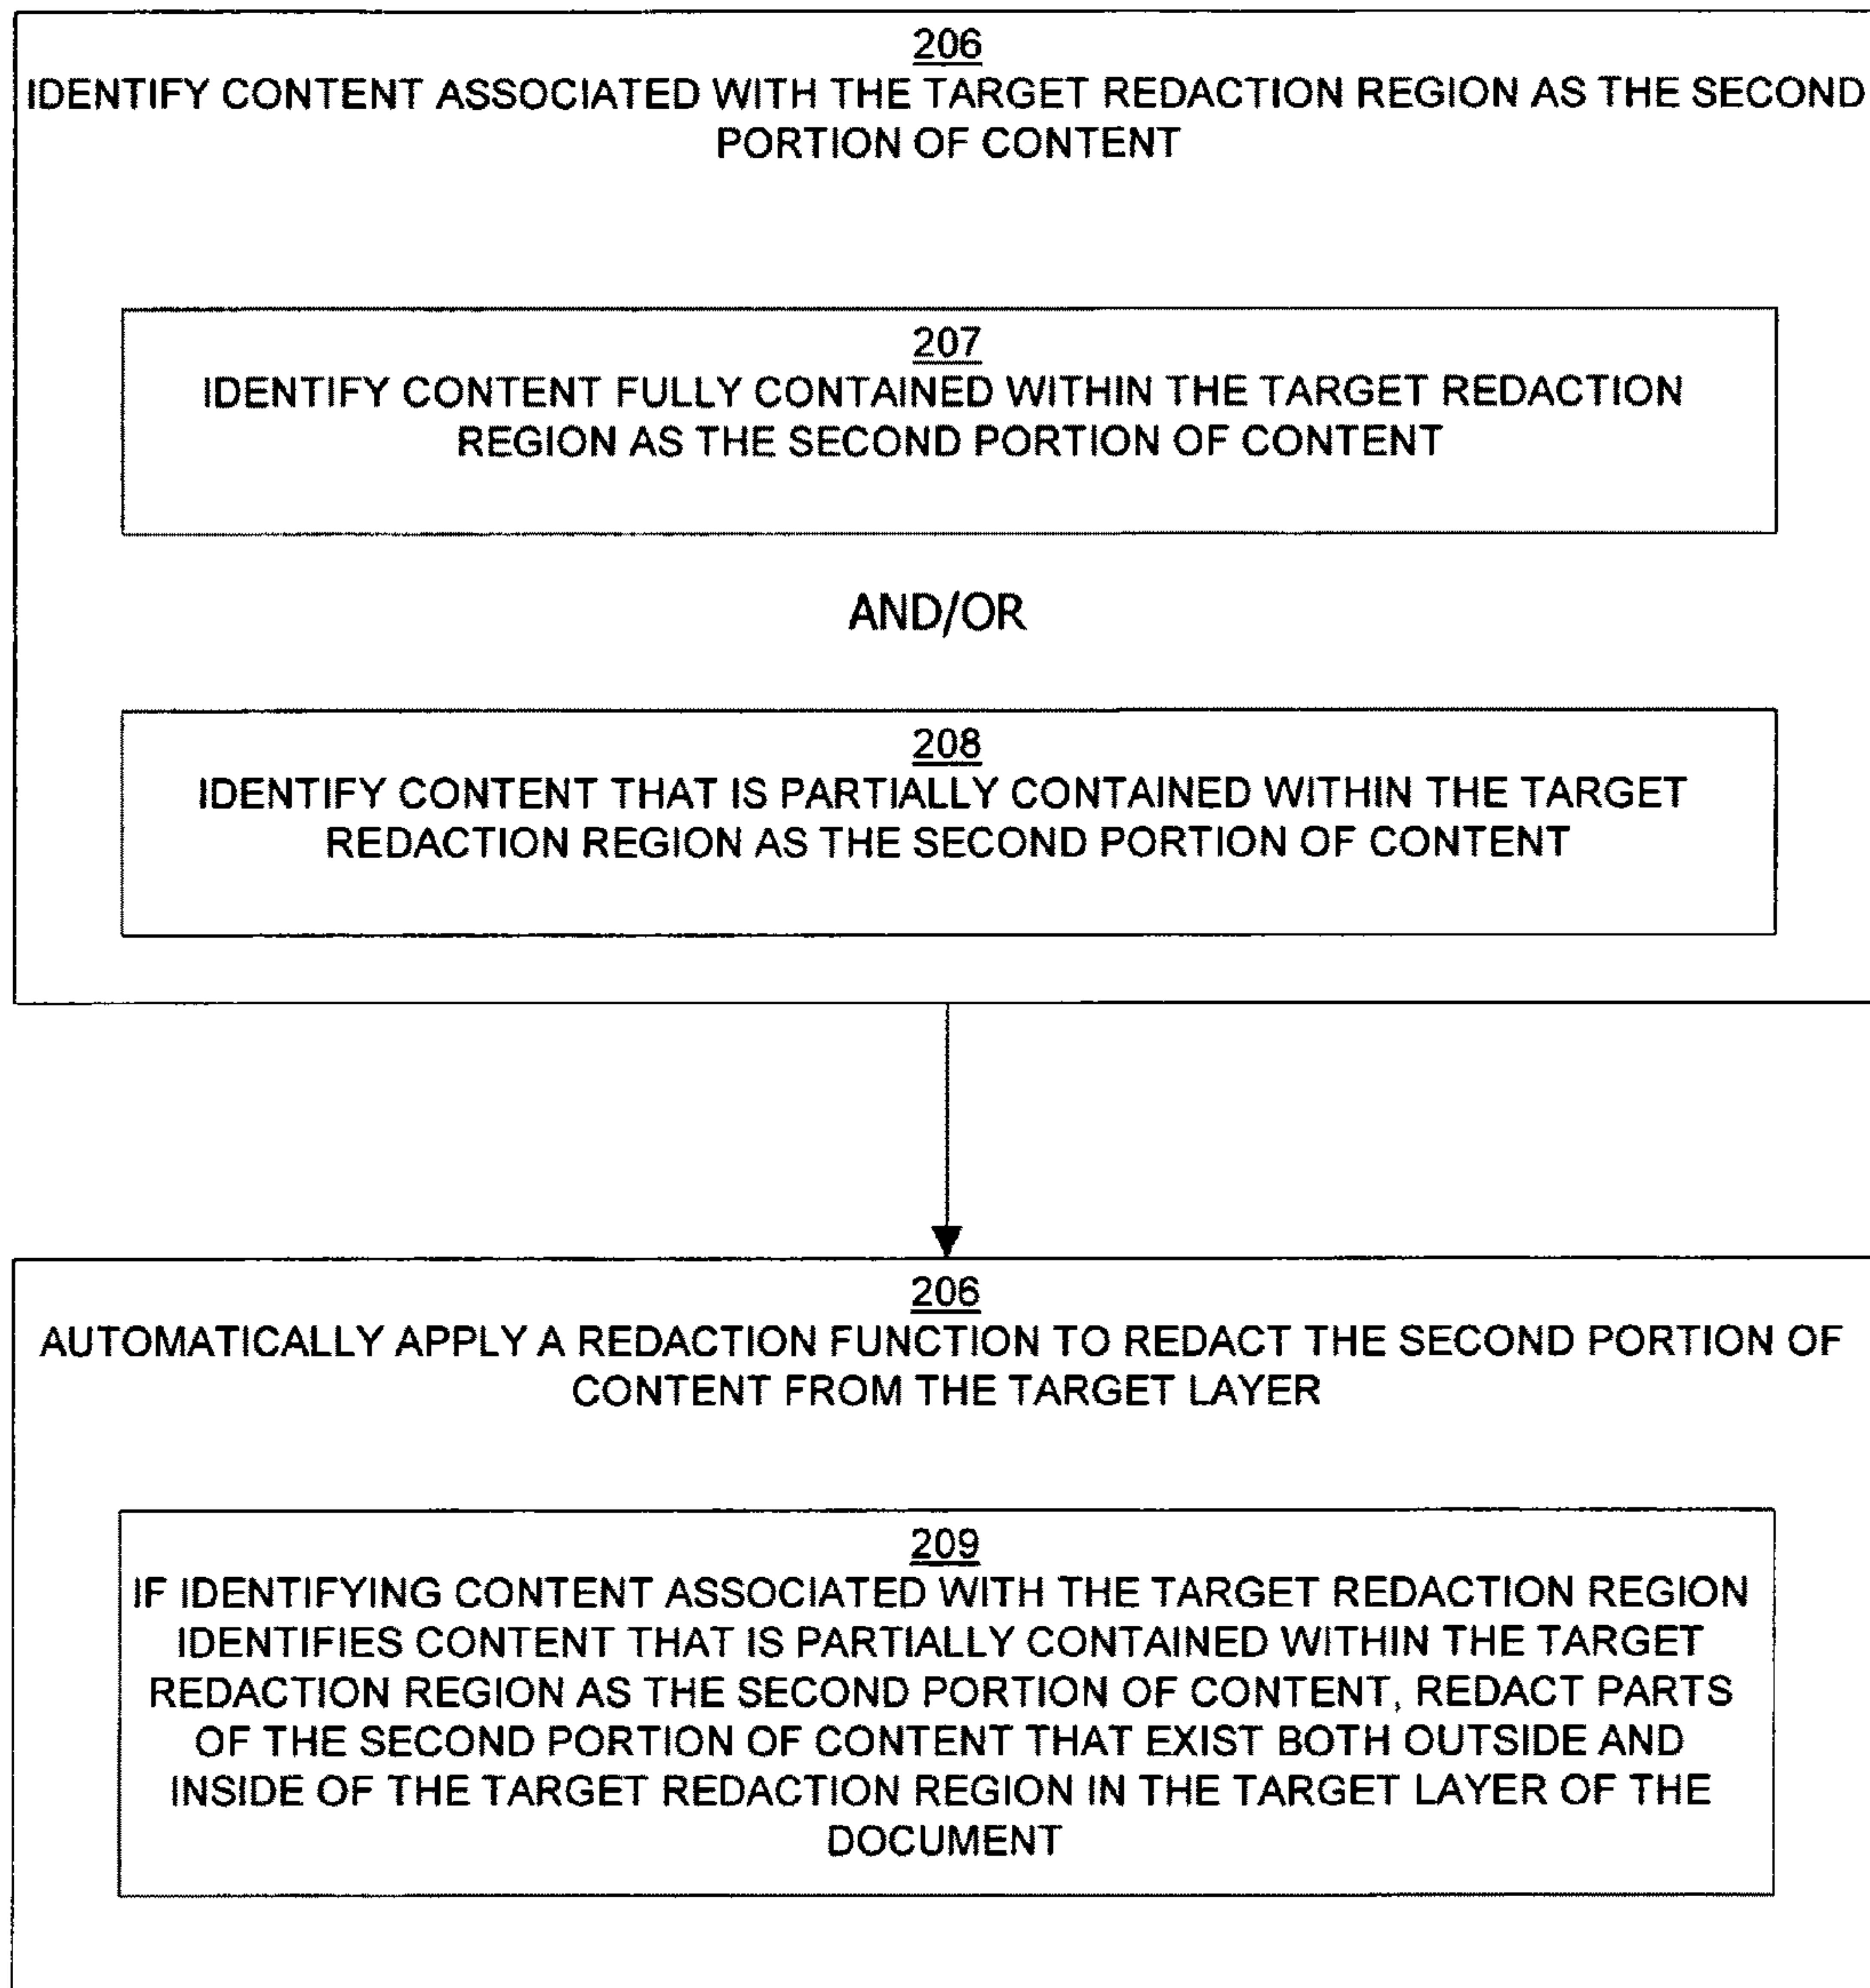 206
IDENTIFY CONTENT ASSOCIATED WITH THE TARGET REDACTION REGION AS THE SECOND
PORTION OF CONTENT
207
IDENTIFY CONTENT FULLY CONTAINED WITHIN THE TARGET REDACTION
REGION AS THE SECOND PORTION OF CONTENT
AND/OR
208
IDENTIFY CONTENT THAT IS PARTIALLY CONTAINED WITHIN THE TARGET
REDACTION REGION AS THE SECOND PORTION OF CONTENT
206
AUTOMATICALLY APPLY A REDACTION FUNCTION TO REDACT THE SECOND PORTION OF
CONTENT FROM THE TARGET LAYER
209
IF IDENTIFYING CONTENT ASSOCIATED WITH THE TARGET REDACTION REGION
IDENTIFIES CONTENT THAT IS PARTIALLY CONTAINED WITHIN THE TARGET
REDACTION REGION AS THE SECOND PORTION OF CONTENT, REDACT PARTS
OF THE SECOND PORTION OF CONTENT THAT EXIST BOTH OUTSIDE AND
INSIDE OF THE TARGET REDACTION REGION IN THE TARGET LAYER OF THE
DOCUMENT